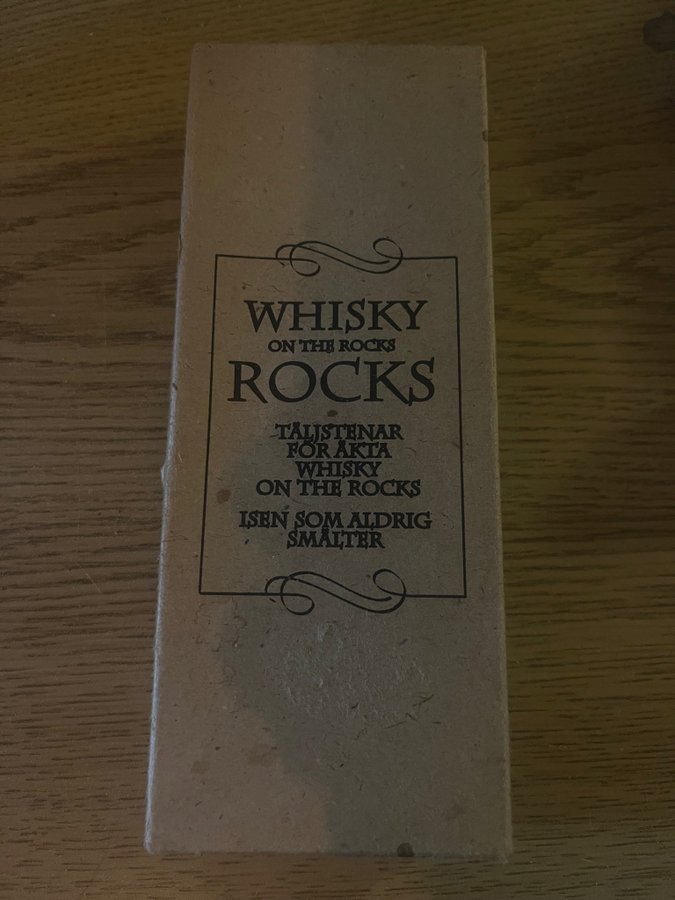 WHISKY
ON THE ROCKS
ROCKS
TÄLJSTENAR
FÖR ÄKTA
WHISKY
ON THE ROCKS
ISEN SOM ALDRIG
SMÄLTER